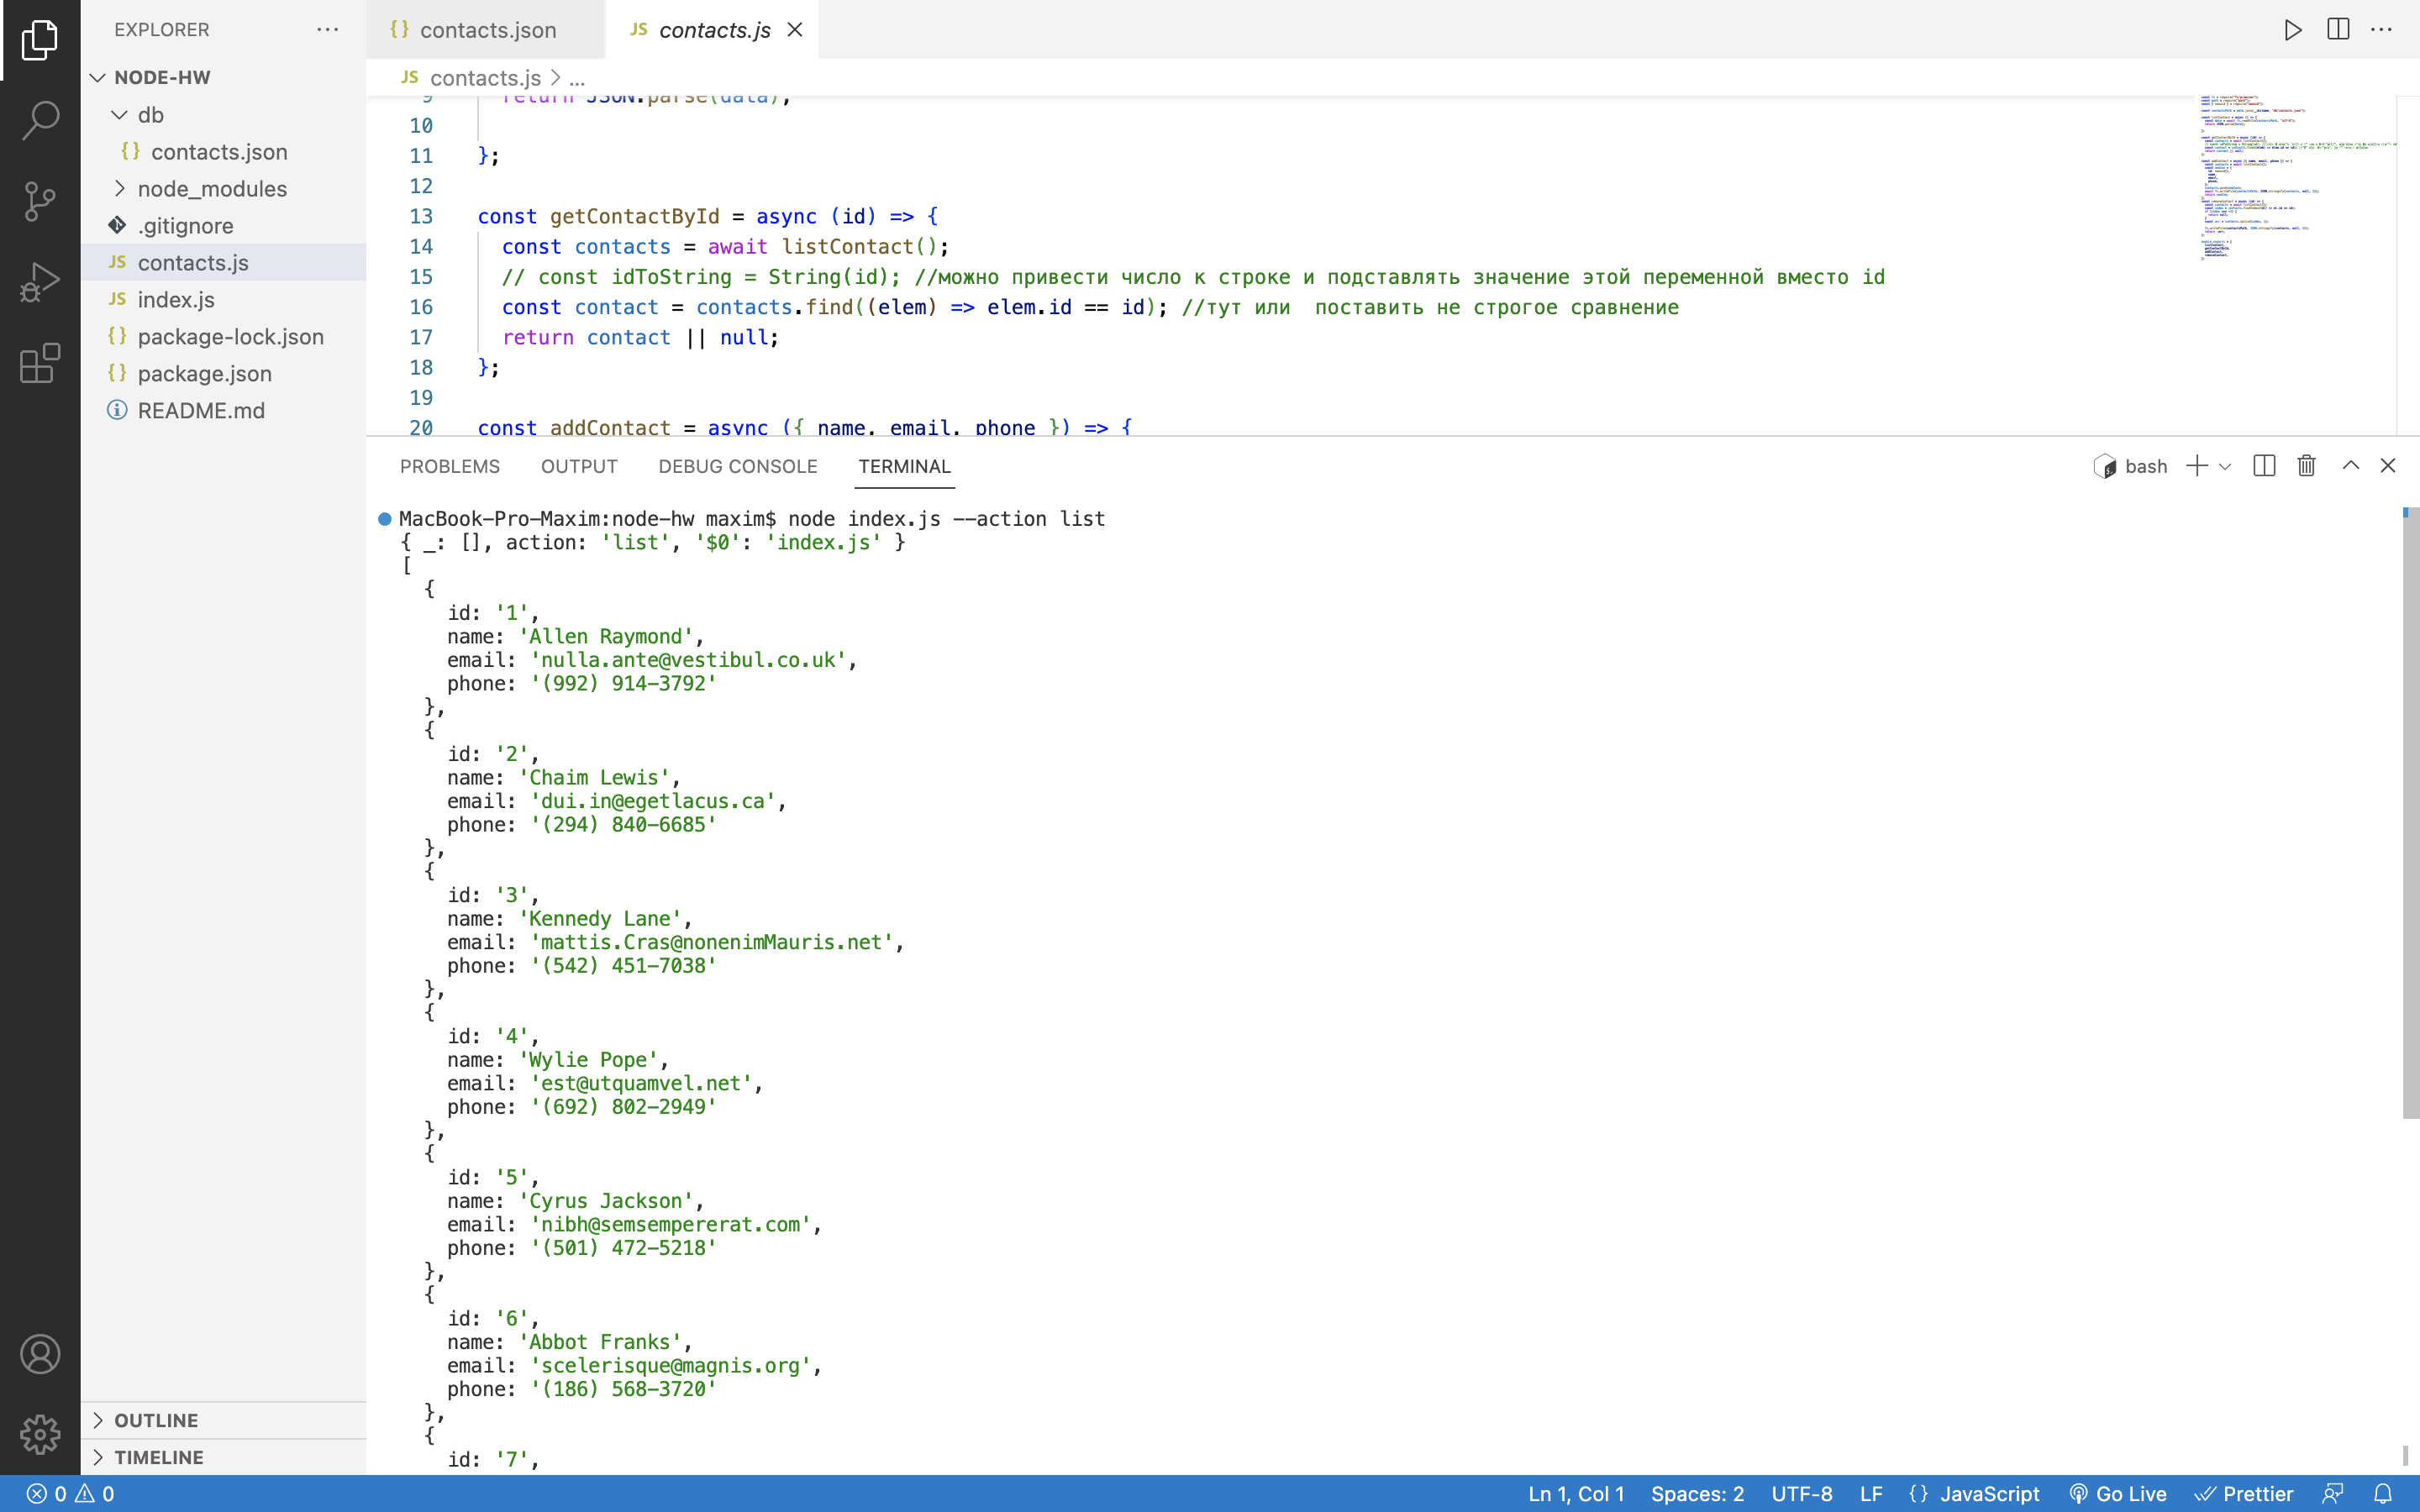 EXPLORER
NODE-HW
db
contacts.json
node_modules
.gitignore
JS contacts.js
JS index.js
{} package-lock.json
{} package.json
README.md
OUTLINE
TIMELINE
{} contacts.json
JS contacts.js
JS contacts.js > ...
9 return JSON.parse(data);
10
11 };
12
13 const getContactById = async (id) => {
14 const contacts = await listContact();
15 // const idToString = String(id); //можно привести число к строке и подставлять значение этой переменной вместо id
16 const contact = contacts.find((elem) => elem.id == id); //тут или  поставить не строгое сравнение
17 return contact || null;
18 };
19
20 const addContact = async ({ name, email, phone }) => {
PROBLEMS OUTPUT DEBUG CONSOLE TERMINAL
bash
MacBook-Pro-Maxim:node-hw maxim$ node index.js --action list
{ _: [], action: 'list', '$0': 'index.js' }
[
{
id: '1',
name: 'Allen Raymond',
email: 'nulla.ante@vestibul.co.uk',
phone: '(992) 914-3792'
},
{
id: '2',
name: 'Chaim Lewis',
email: 'dui.in@egetlacus.ca',
phone: '(294) 840-6685'
},
{
id: '3',
name: 'Kennedy Lane',
email: 'mattis.Cras@nonenimMauris.net',
phone: '(542) 451-7038'
},
{
id: '4',
name: 'Wylie Pope',
email: 'est@utquamvel.net',
phone: '(692) 802-2949'
},
{
id: '5',
name: 'Cyrus Jackson',
email: 'nibh@semsempererat.com',
phone: '(501) 472-5218'
},
{
id: '6',
name: 'Abbot Franks',
email: 'scelerisque@magnis.org',
phone: '(186) 568-3720'
},
{
id: '7',
0 0
Ln 1, Col 1 Spaces: 2 UTF-8 LF {} JavaScript Go Live Prettier